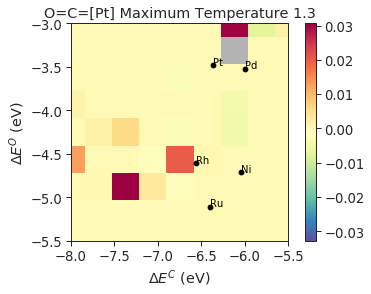 O=C=[Pt] Maximum Temperature 1.3
−3.0
−3.5
−4.0
−4.5
−5.0
−5.5
ΔE^O (eV)
Pt
Pd
Rh
Ni
Ru
−8.0 −7.5 −7.0 −6.5 −6.0 −5.5
ΔE^C (eV)
0.03
0.02
0.01
0.00
−0.01
−0.02
−0.03